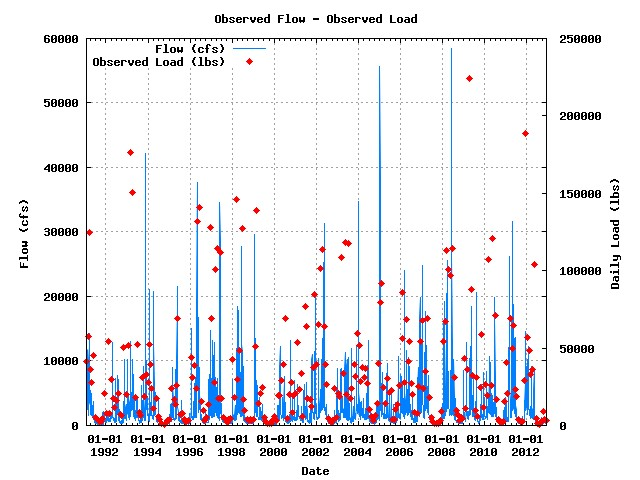 Observed Flow - Observed Load
Flow (cfs)
Observed Load (lbs)
60000
50000
40000
30000
20000
10000
0
Flow (cfs)
250000
200000
150000
100000
50000
0
Daily Load (lbs)
01-01 01-01 01-01 01-01 01-01 01-01 01-01 01-01 01-01 01-01 01-01
1992 1994 1996 1998 2000 2002 2004 2006 2008 2010 2012
Date